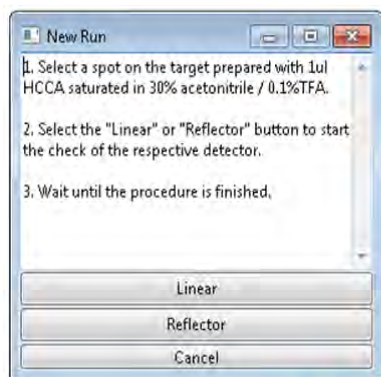 New Run
1. Select a spot on the target prepared with 1ul
HCCA saturated in 30% acetonitrile / 0.1%TFA.
2. Select the "Linear" or "Reflector" button to start
the check of the respective detector.
3. Wait until the procedure is finished.
Linear
Reflector
Cancel